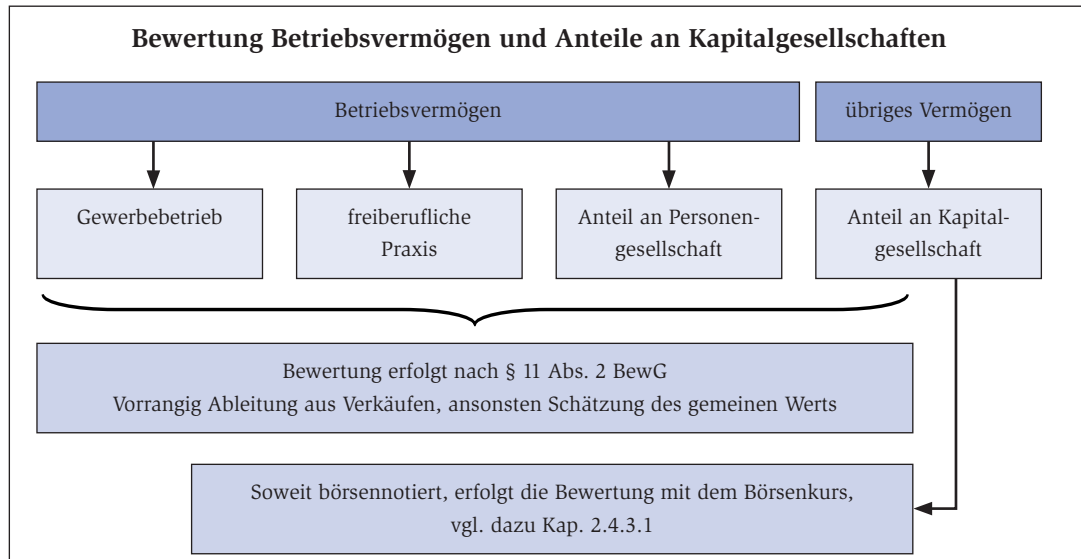 Bewertung Betriebsvermögen und Anteile an Kapitalgesellschaften
Betriebsvermögen
übriges Vermögen
Gewerbebetrieb
freiberufliche
Praxis
Anteil an Personen-
gesellschaft
Anteil an Kapital-
gesellschaft
Bewertung erfolgt nach § 11 Abs. 2 BewG
Vorrangig Ableitung aus Verkäufen, ansonsten Schätzung des gemeinen Werts
Soweit börsennotiert, erfolgt die Bewertung mit dem Börsenkurs,
vgl. dazu Kap. 2.4.3.1